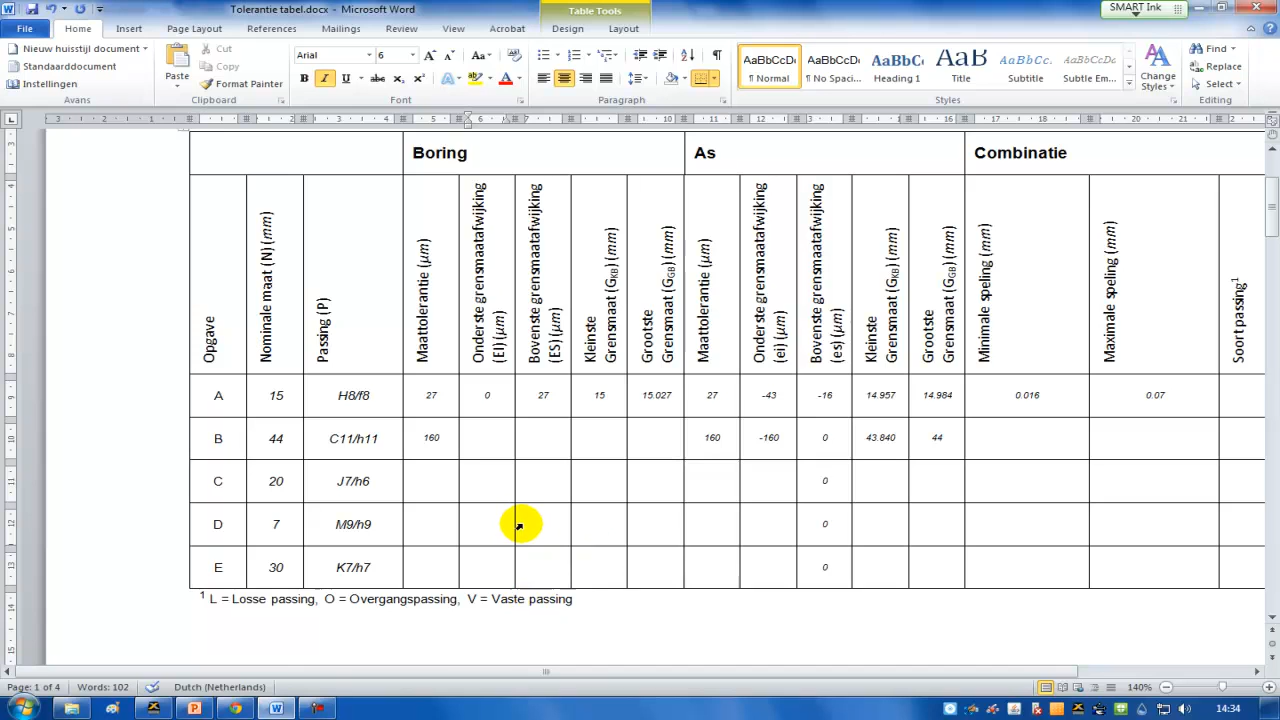 Tolerantie tabel.docx - Microsoft Word
Table Tools
SMART Ink
File Home Insert Page Layout References Mailings Review View Acrobat Design Layout
Nieuw huisstijl document
Standaarddocument
Instellingen
Avans
Paste
Cut
Copy
Format Painter
Clipboard
Arial 6
Font
Paragraph
AaBbCcDc AaBbCcDc AaBbC AaB AaBbCc. AaBbCcDc
¶ Normal ¶ No Spaci... Heading 1 Title Subtitle Subtle Em...
Styles
Change Styles
Find
Replace
Select
Editing
Boring As Combinatie
Opgave
Nominale maat (N) (mm)
Passing (P)
Maattolerantie (μm)
Onderste grensmaatafwijking (EI) (μm)
Bovenste grensmaatafwijking (ES) (μm)
Kleinste Grensmaat (GKB) (mm)
Grootste Grensmaat (GGB) (mm)
Maattolerantie (μm)
Onderste grensmaatafwijking (ei) (μm)
Bovenste grensmaatafwijking (es) (μm)
Kleinste Grensmaat (GKB) (mm)
Grootste Grensmaat (GGB) (mm)
Minimale speling (mm)
Maximale speling (mm)
Soort passing1
A 15 H8/f8 27 0 27 15 15.027 27 -43 -16 14.957 14.984 0.016 0.07
B 44 C11/h11 160 160 -160 0 43.840 44
C 20 J7/h6 0
D 7 M9/h9 0
E 30 K7/h7 0
1 L = Losse passing, O = Overgangspassing, V = Vaste passing
Page: 1 of 4 Words: 102 Dutch (Netherlands) 140%
14:34